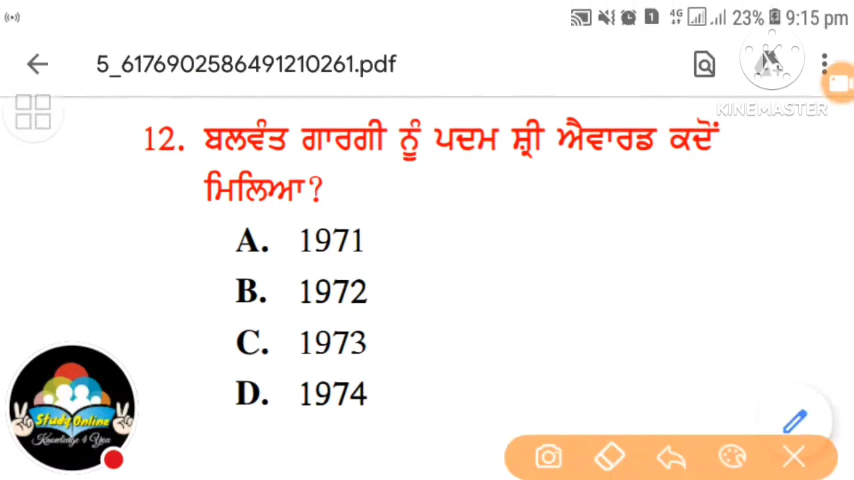 4G 23% 9:15 pm
5_6176902586491210261.pdf
KINEMASTER
12. ਬਲਵੰਤ ਗਾਰਗੀ ਨੂੰ ਪਦਮ ਸ਼੍ਰੀ ਐਵਾਰਡ ਕਦੋਂ
ਮਿਲਿਆ?
A. 1971
B. 1972
C. 1973
D. 1974
Study Online
Knowledge 4 You